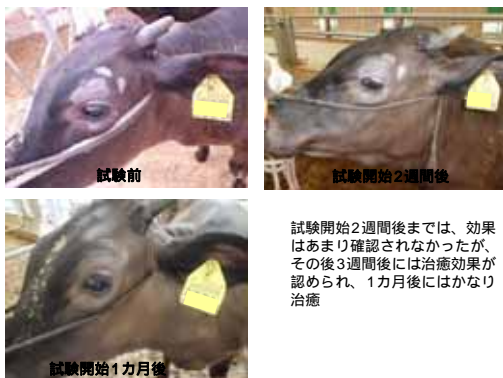 試験前
試験開始2週間後
試験開始2週間後までは、効果
はあまり確認されなかったが、
その後3週間後には治癒効果が
認められ、1カ月後にはかなり
治癒
試験開始1カ月後